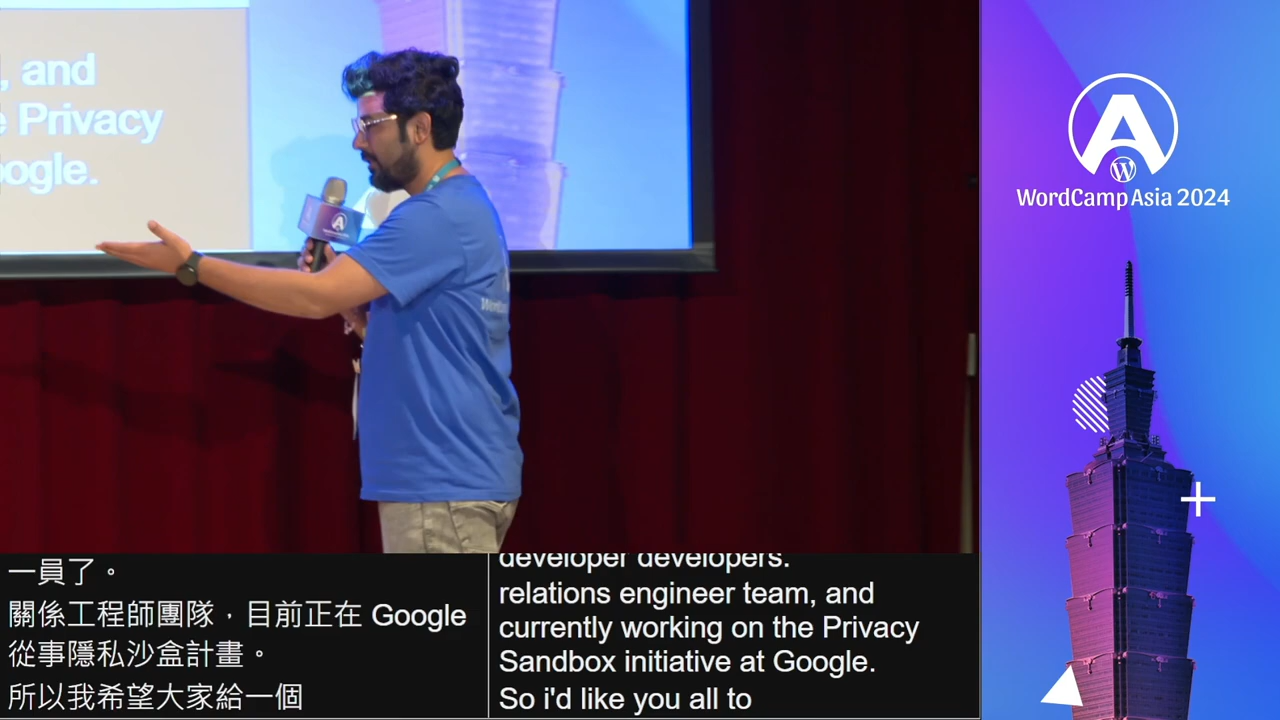 , and
Privacy
ogle.
WordCamp Asia 2024
一員了。
關係工程師團隊，目前正在 Google
從事隱私沙盒計畫。
所以我希望大家給一個
developer developers.
relations engineer team, and
currently working on the Privacy
Sandbox initiative at Google.
So i'd like you all to